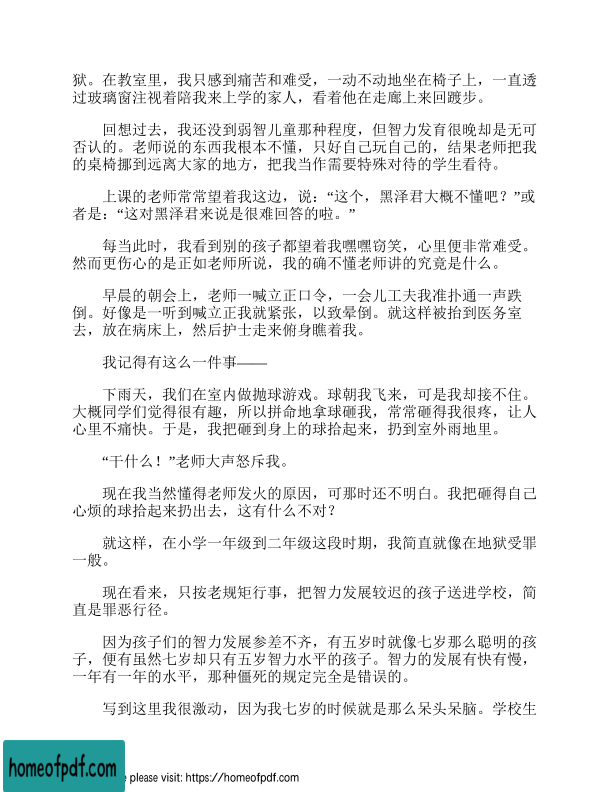 狱。在教室里，我只感到痛苦和难受，一动不动地坐在椅子上，一直透
过玻璃窗注视着陪我来上学的家人，看着他在走廊上来回踱步。
回想过去，我还没到弱智儿童那种程度，但智力发育很晚却是无可
否认的。老师说的东西我根本不懂，只好自己玩自己的，结果老师把我
的桌椅挪到远离大家的地方，把我当作需要特殊对待的学生看待。
上课的老师常常望着我这边，说：“这个，黑泽君大概不懂吧？”或
者是：“这对黑泽君来说是很难回答的啦。”
每当此时，我看到别的孩子都望着我嘿嘿窃笑，心里便非常难受。
然而更伤心的是正如老师所说，我的确不懂老师讲的究竟是什么。
早晨的朝会上，老师一喊立正口令，一会儿工夫我准扑通一声跌
倒。好像是一听到喊立正我就紧张，以致晕倒。就这样被抬到医务室
去，放在病床上，然后护士走来俯身瞧着我。
我记得有这么一件事——
下雨天，我们在室内做抛球游戏。球朝我飞来，可是我却接不住。
大概同学们觉得很有趣，所以拼命地拿球砸我，常常砸得我很疼，让人
心里不痛快。于是，我把砸到身上的球拾起来，扔到室外雨地里。
“干什么！”老师大声怒斥我。
现在我当然懂得老师发火的原因，可那时还不明白。我把砸得自己
心烦的球拾起来扔出去，这有什么不对？
就这样，在小学一年级到二年级这段时期，我简直就像在地狱受罪
一般。
现在看来，只按老规矩行事，把智力发展较迟的孩子送进学校，简
直是罪恶行径。
因为孩子们的智力发展参差不齐，有五岁时就像七岁那么聪明的孩
子，便有虽然七岁却只有五岁智力水平的孩子。智力的发展有快有慢，
一年有一年的水平，那种僵死的规定完全是错误的。
写到这里我很激动，因为我七岁的时候就是那么呆头呆脑。学校生
homeofpdf.com
e please visit: https://homeofpdf.com